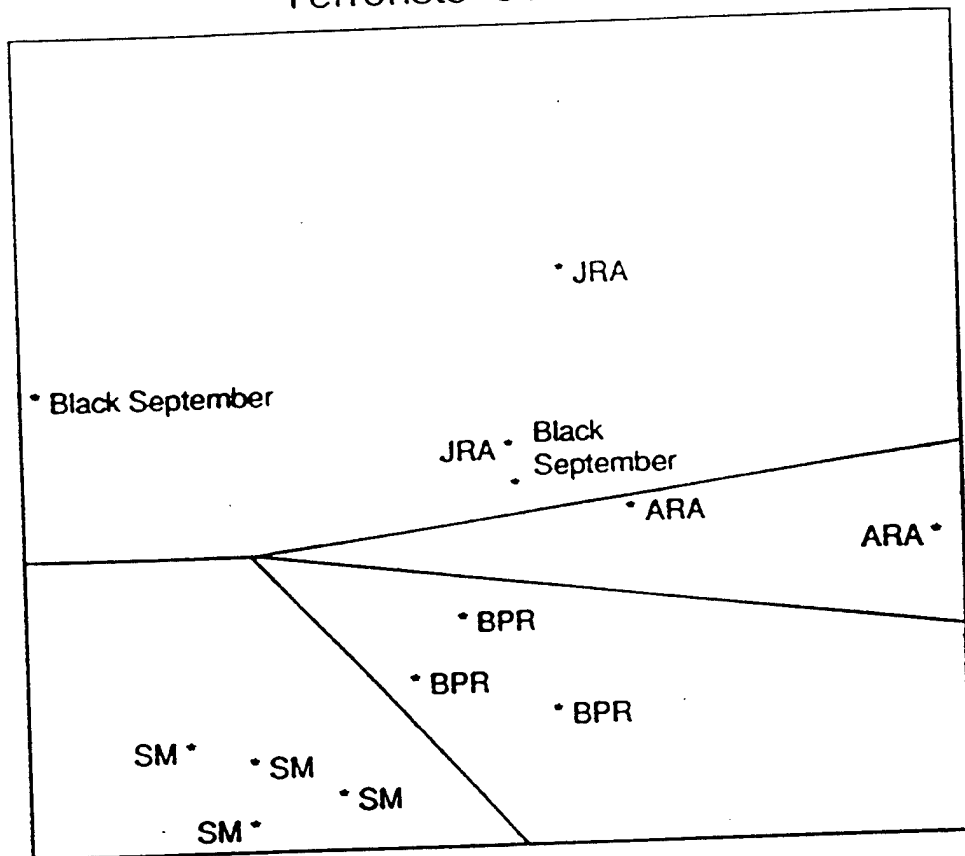 * JRA
* Black September
JRA *
Black
September
*
* ARA
ARA *
* BPR
* BPR
* BPR
SM *
* SM
* SM
SM *